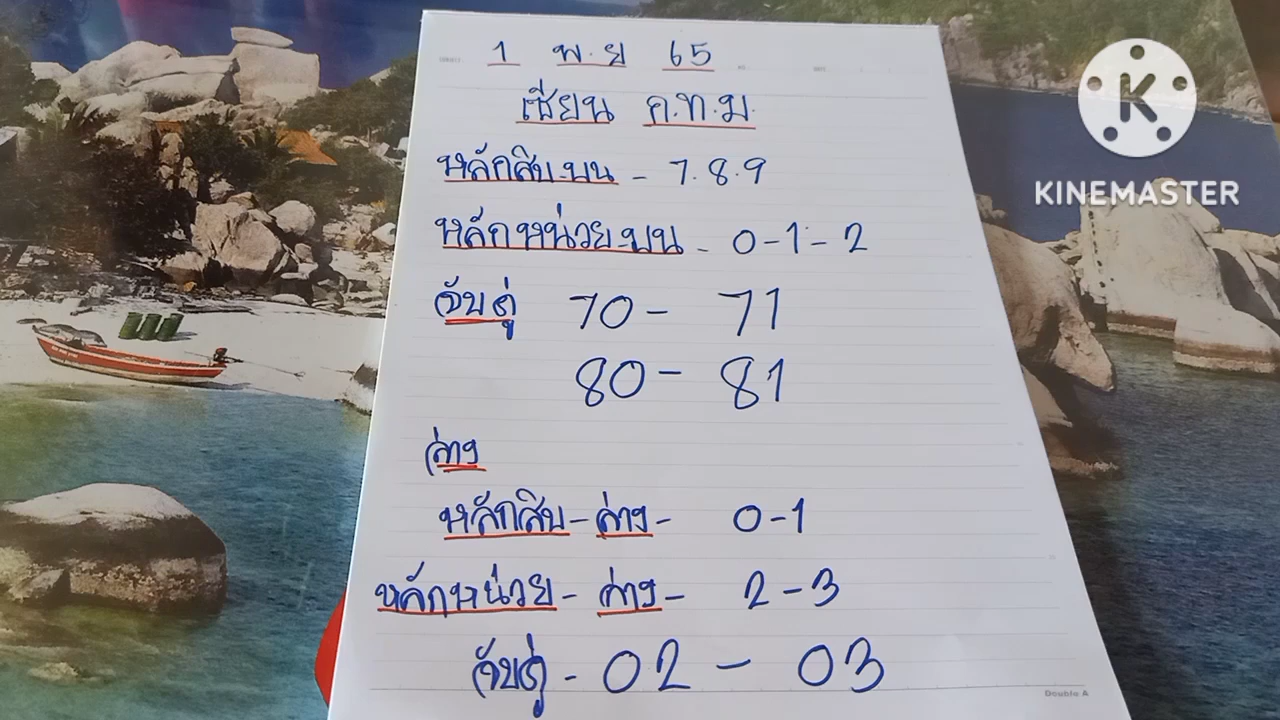 1 พ.ย 65
เซียน ค.ท.ม.
หลักสิบ-บน - 7.8.9
หลักหน่วย-บน - 0-1-2
จับคู่ 70 - 71
80 - 81
ล่าง
หลักสิบ - ล่าง - 0-1
หลักหน่วย - ล่าง - 2-3
จับคู่ - 02 - 03
Double A
K
KINEMASTER